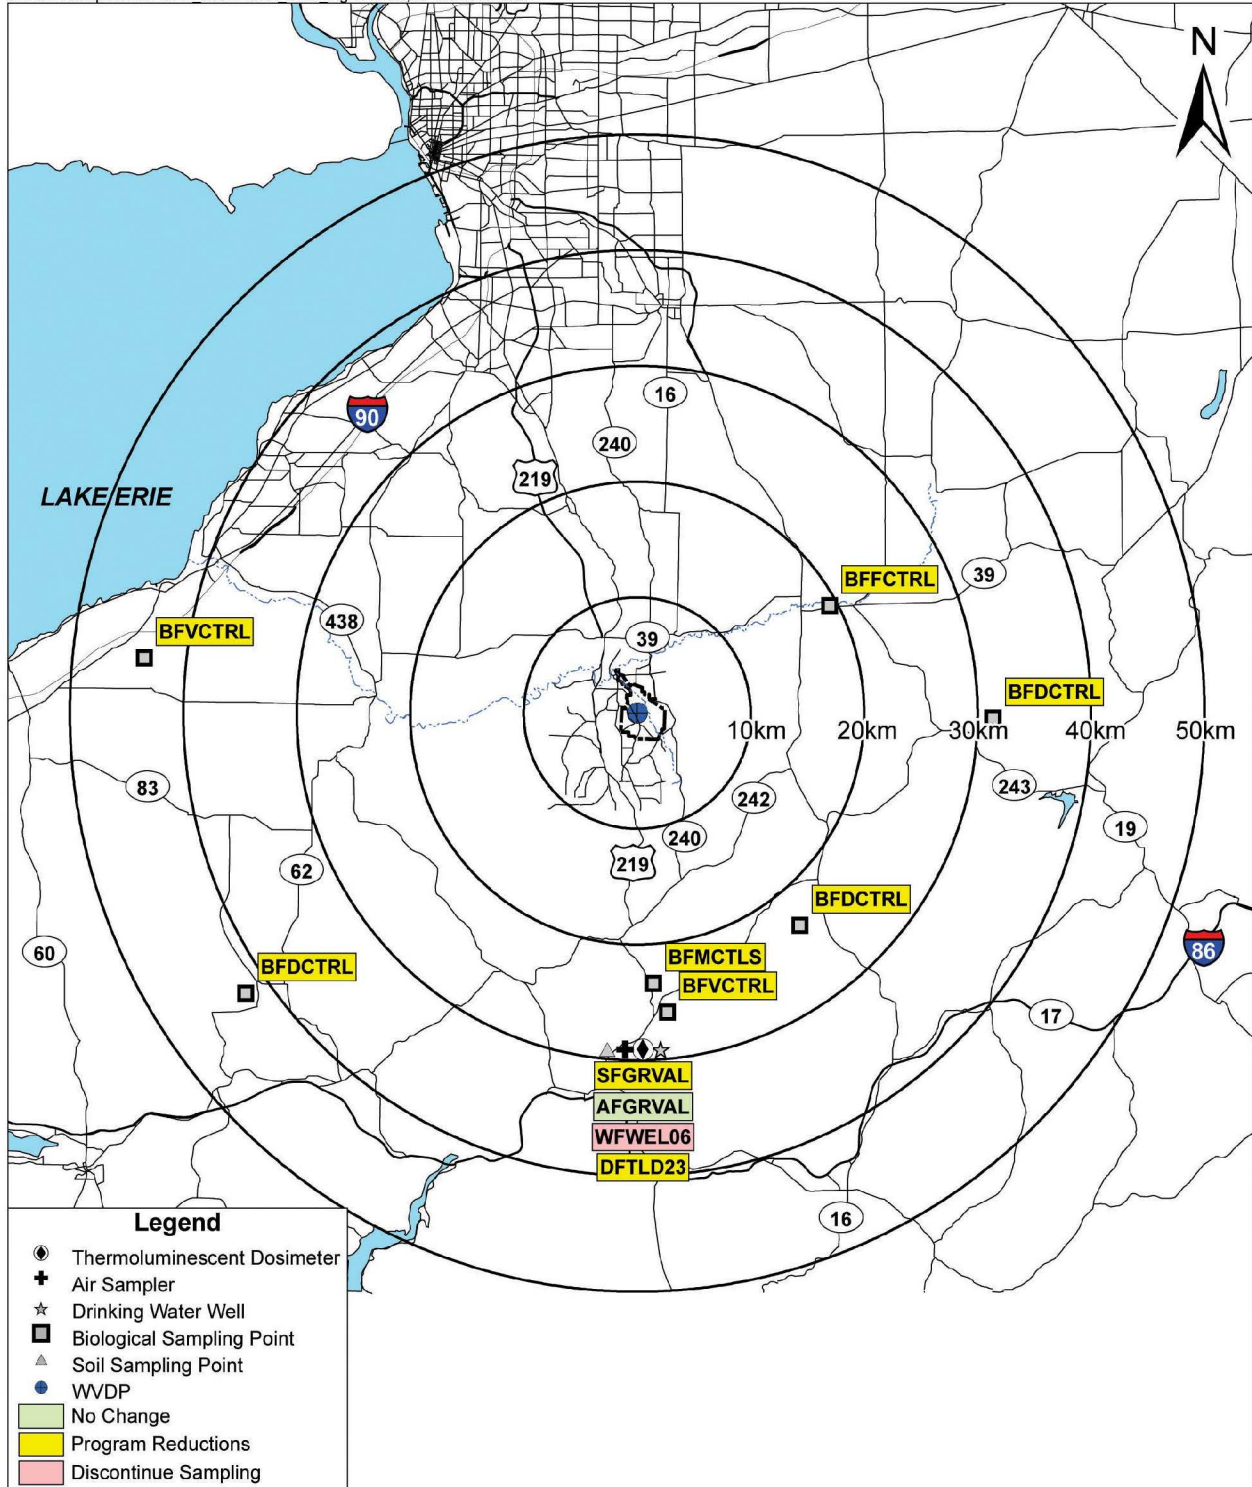 N
16
90
240
219
LAKE ERIE
BFFCTRL
39
438
BFVCTRL
39
BFDCTRL
10km
20km
30km
40km
50km
83
242
243
19
240
219
62
BFDCTRL
60
86
BFDCTRL
BFMCTLS
BFVCTRL
17
SFGRVAL
AFGRVAL
WFWEL06
DFTLD23
16
Legend
Thermoluminescent Dosimeter
Air Sampler
Drinking Water Well
Biological Sampling Point
Soil Sampling Point
WVDP
No Change
Program Reductions
Discontinue Sampling